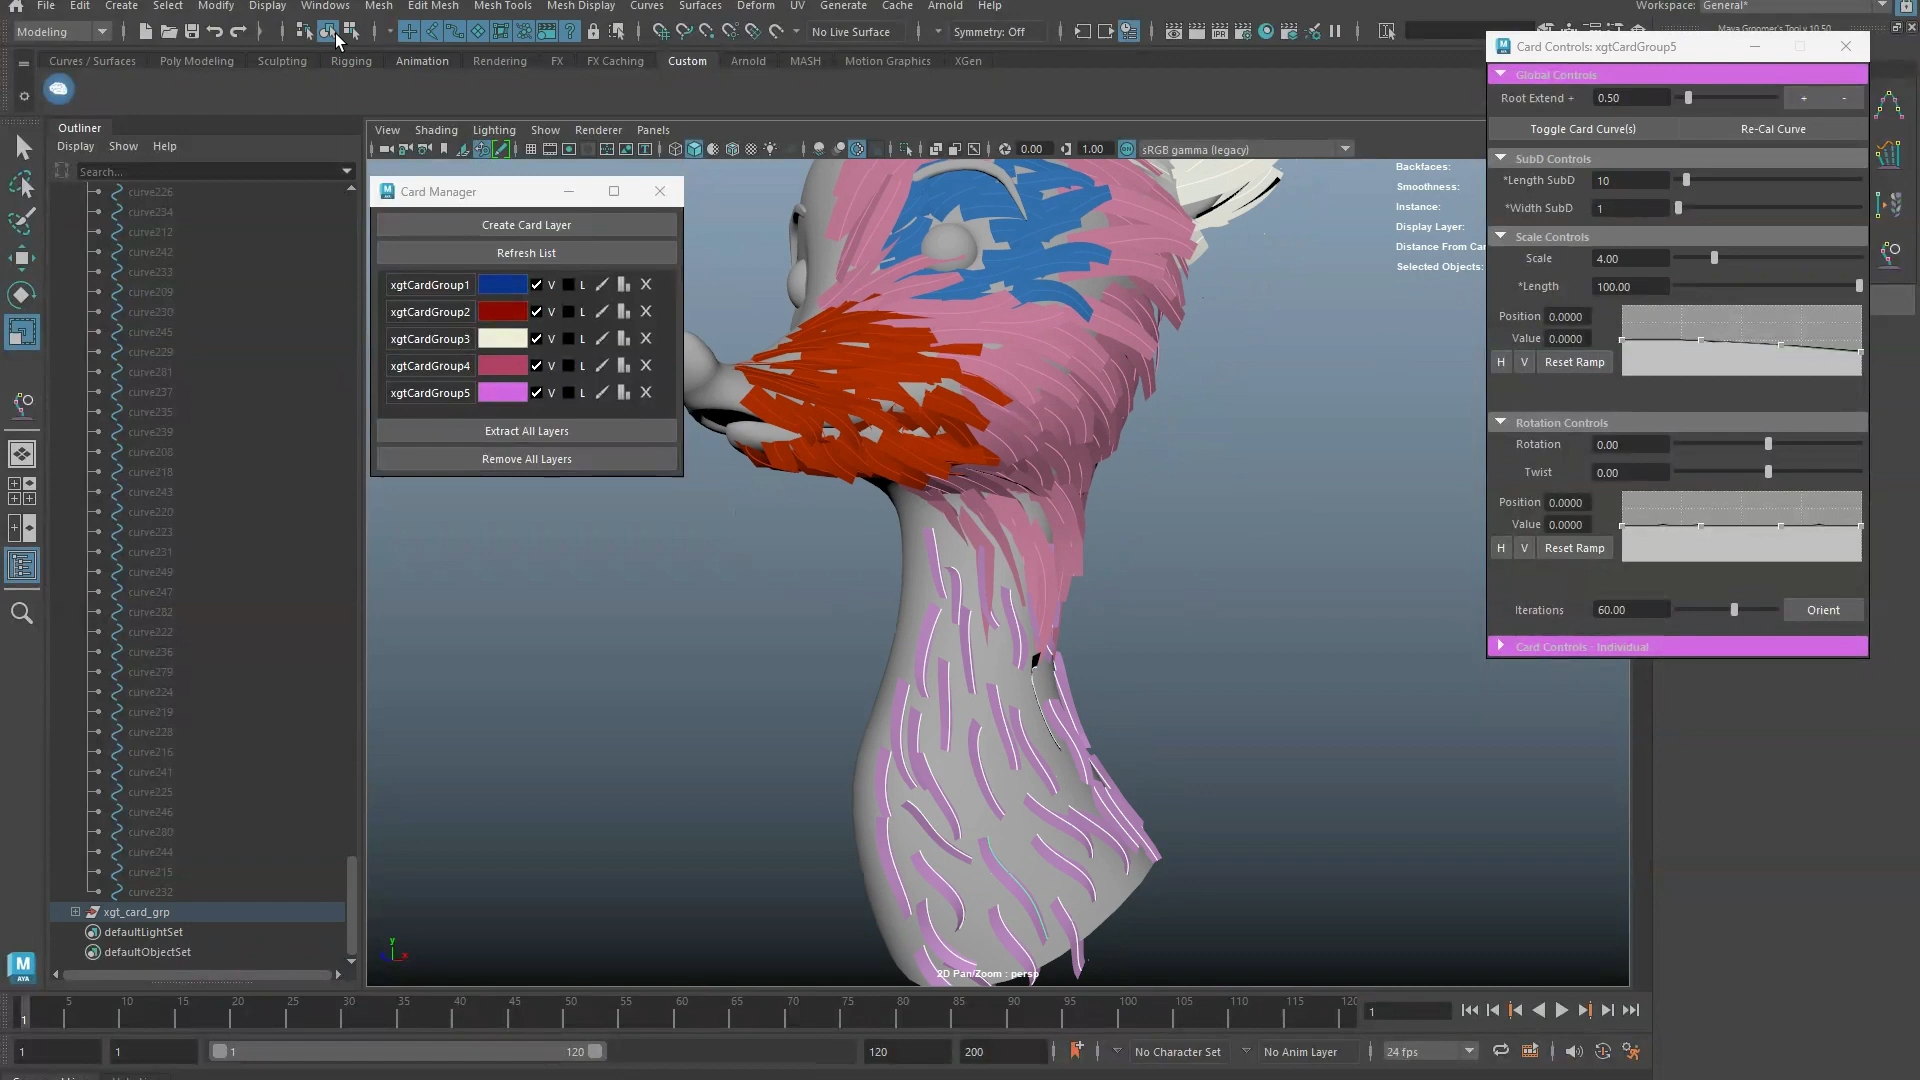 File Edit Create Select Modify Display Windows Mesh Edit Mesh Mesh Tools Mesh Display Curves Surfaces Deform UV Generate Cache Arnold Help
Workspace: General*
Modeling
No Live Surface
Symmetry: Off
Curves / Surfaces Poly Modeling Sculpting Rigging Animation Rendering FX FX Caching Custom Arnold MASH Motion Graphics XGen
Outliner
Display Show Help
Search...
curve226
curve234
curve212
curve242
curve233
curve209
curve230
curve245
curve229
curve281
curve237
curve235
curve239
curve208
curve218
curve243
curve220
curve223
curve231
curve249
curve247
curve282
curve222
curve236
curve279
curve224
curve219
curve228
curve216
curve241
curve225
curve246
curve280
curve244
curve215
curve232
xgt_card_grp
defaultLightSet
defaultObjectSet
View Shading Lighting Show Renderer Panels
0.00
1.00
sRGB gamma (legacy)
Card Manager
Create Card Layer
Refresh List
xgtCardGroup1 V L X
xgtCardGroup2 V L X
xgtCardGroup3 V L X
xgtCardGroup4 V L X
xgtCardGroup5 V L X
Extract All Layers
Remove All Layers
Backfaces:
Smoothness:
Instance:
Display Layer:
Distance From Ca
Selected Objects:
2D Pan/Zoom : persp
y
x
Card Controls: xgtCardGroup5
Global Controls
Root Extend + 0.50 + -
Toggle Card Curve(s) Re-Cal Curve
SubD Controls
*Length SubD 10
*Width SubD 1
Scale Controls
Scale 4.00
*Length 100.00
Position 0.0000
Value 0.0000
H V Reset Ramp
Rotation Controls
Rotation 0.00
Twist 0.00
Position 0.0000
Value 0.0000
H V Reset Ramp
Iterations 60.00 Orient
Card Controls - Individual
M
AYA
5 10 15 20 25 30 35 40 45 50 55 60 65 70 75 80 85 90 95 100 105 110 115 120
1
1
1 1 1 120 120 200 No Character Set No Anim Layer 24 fps